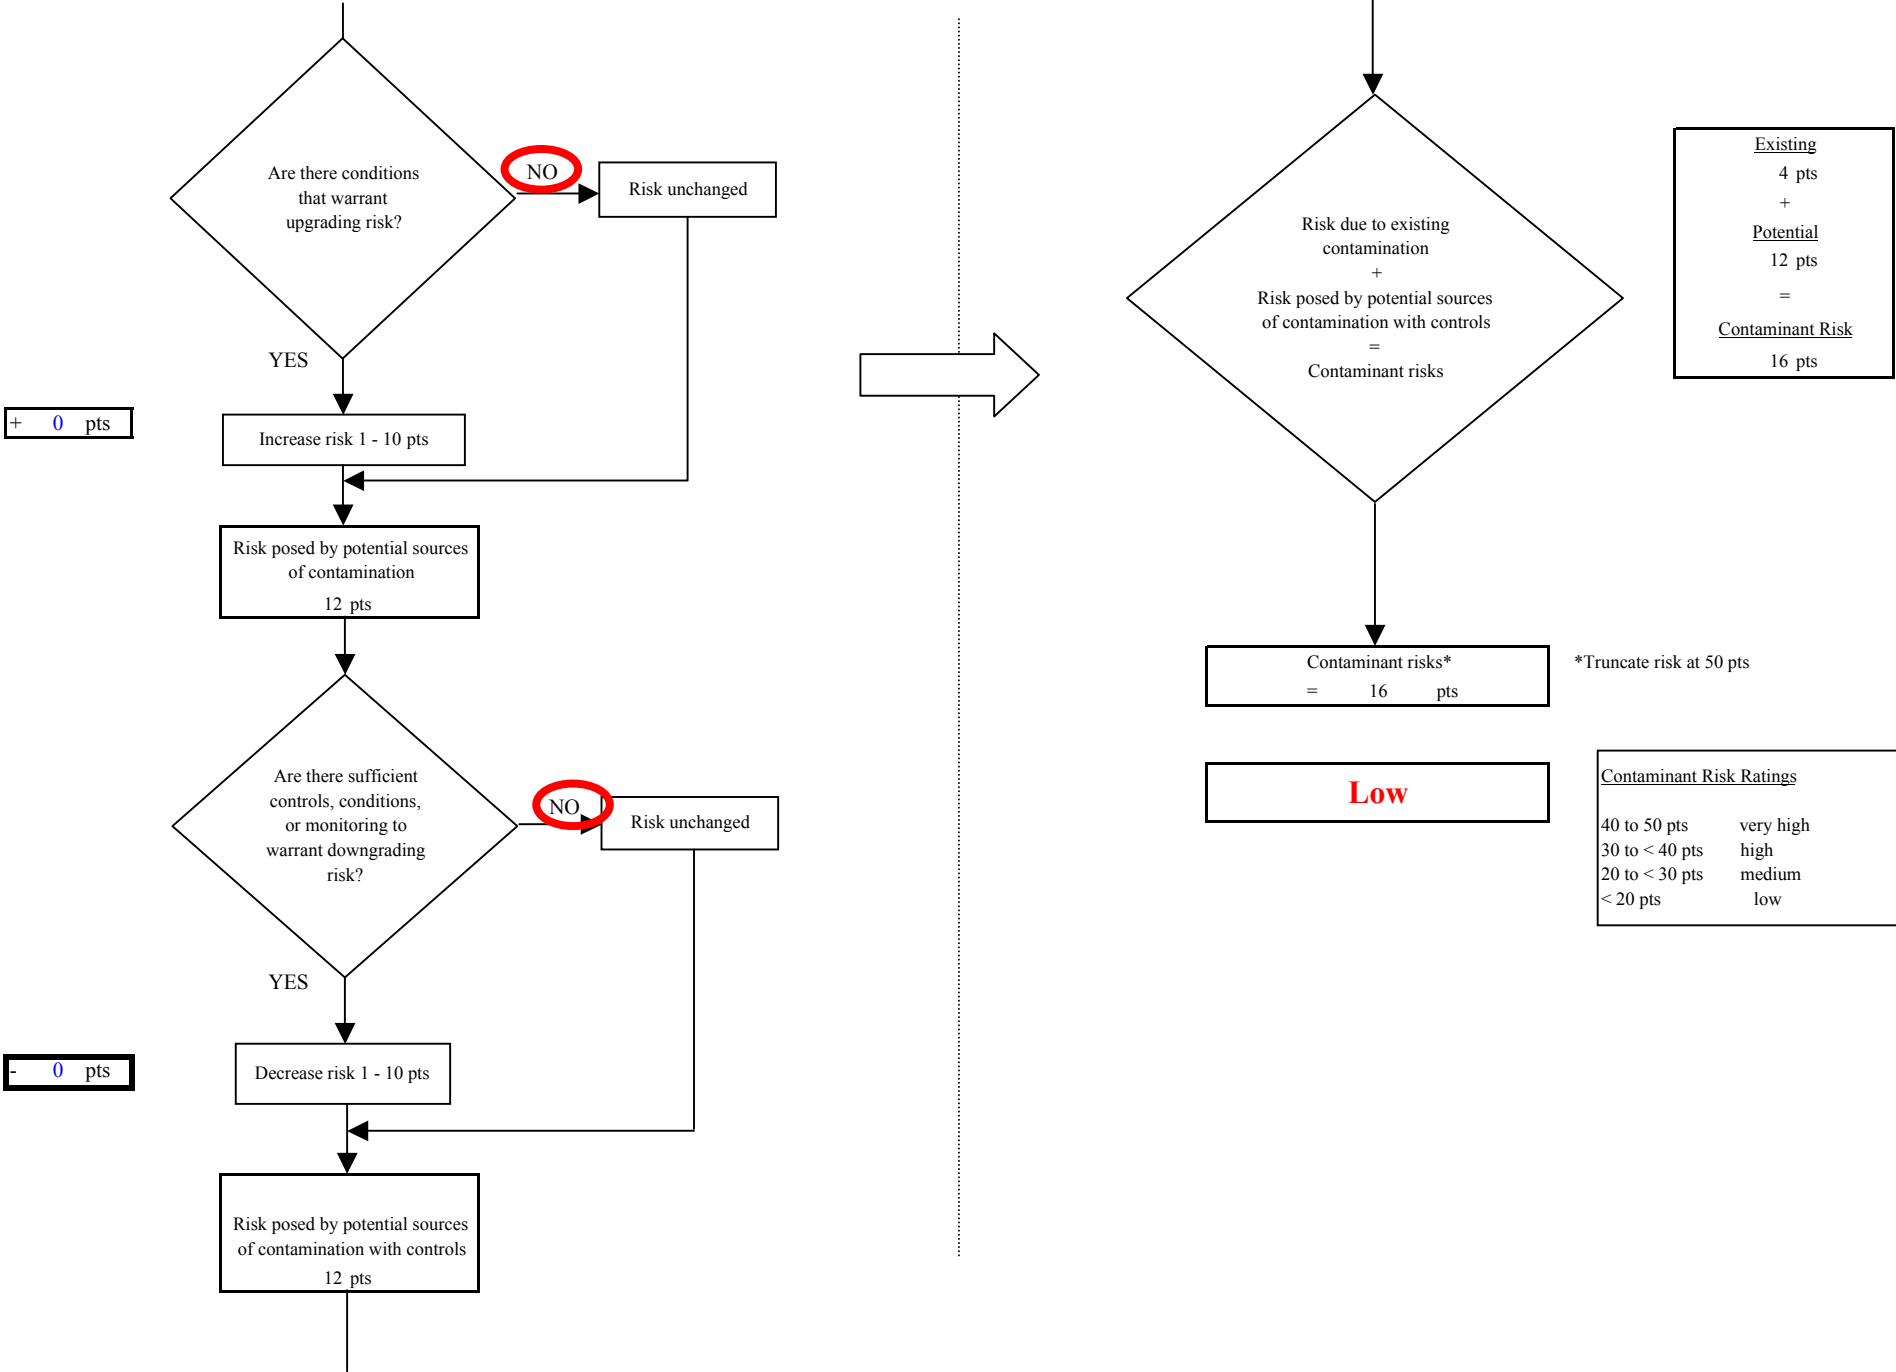 Are there conditions
that warrant
upgrading risk?
NO
Risk unchanged
YES
+ 0 pts
Increase risk 1 - 10 pts
Risk posed by potential sources
of contamination
12 pts
Are there sufficient
controls, conditions,
or monitoring to
warrant downgrading
risk?
NO
Risk unchanged
YES
- 0 pts
Decrease risk 1 - 10 pts
Risk posed by potential sources
of contamination with controls
12 pts
Risk due to existing
contamination
+
Risk posed by potential sources
of contamination with controls
=
Contaminant risks
Existing
4 pts
+
Potential
12 pts
=
Contaminant Risk
16 pts
Contaminant risks*
= 16 pts
*Truncate risk at 50 pts
Low
Contaminant Risk Ratings
40 to 50 pts very high
30 to < 40 pts high
20 to < 30 pts medium
< 20 pts low